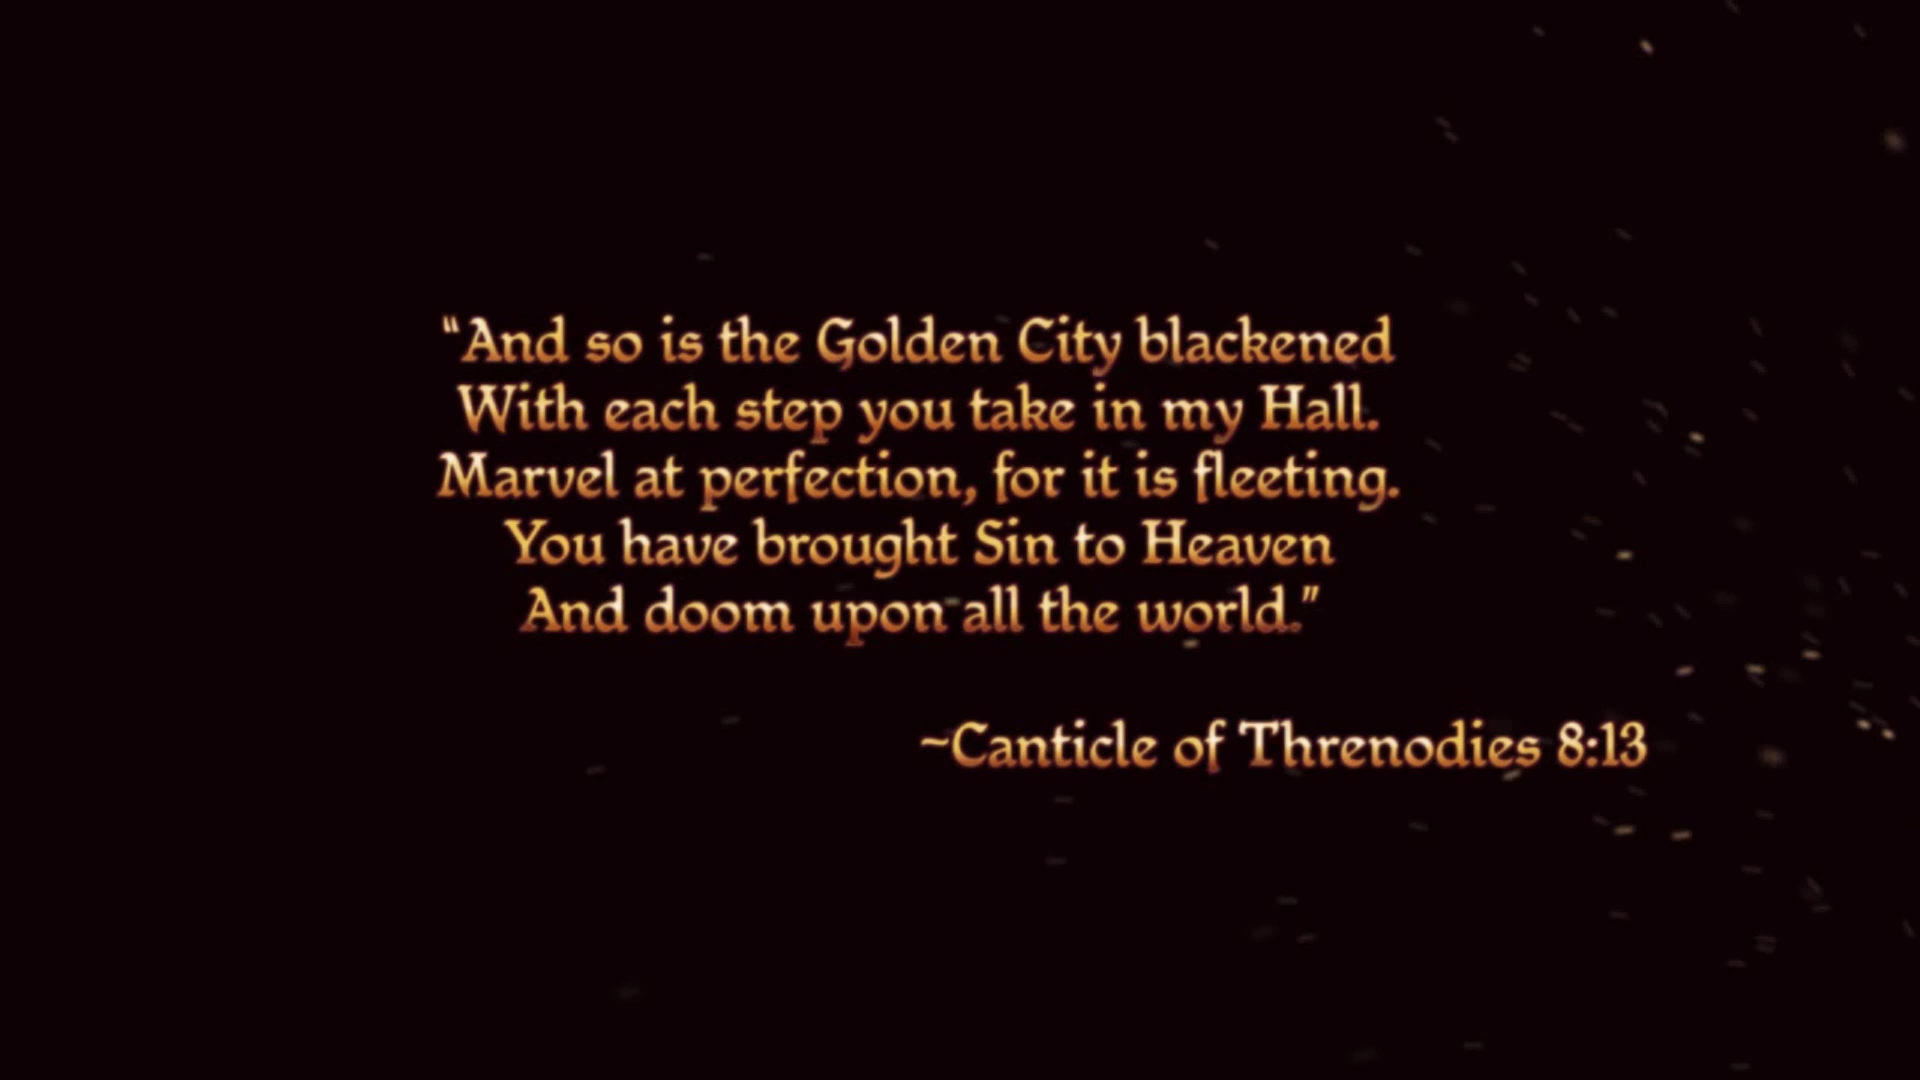 “And so is the Golden City blackened
With each step you take in my Hall.
Marvel at perfection, for it is fleeting.
You have brought Sin to Heaven
And doom upon all the world.”
~Canticle of Threnodies 8:13